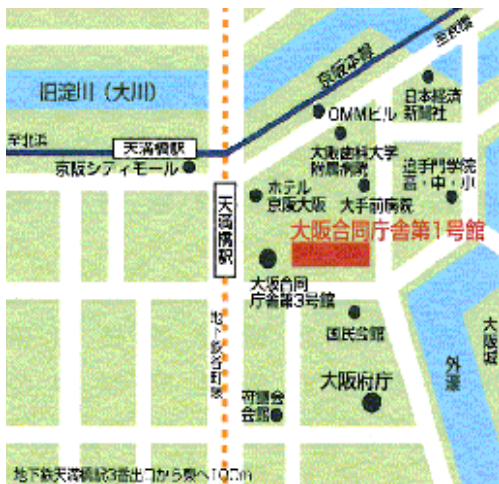 京阪本線
至京橋
旧淀川（大川）
日本経済
新聞社
OMMビル
至北浜
天満橋駅
大阪歯科大学
附属病院
京阪シティモール
追手門学院
高・中・小
ホテル
京阪大阪
大手前病院
天満橋駅
大阪合同庁舎第1号館
大阪合同
庁舎第3号館
地下鉄谷町線
国民会館
大阪城
外濠
大阪府庁
府議会
会館
地下鉄天満橋駅3番出口から東へ100m